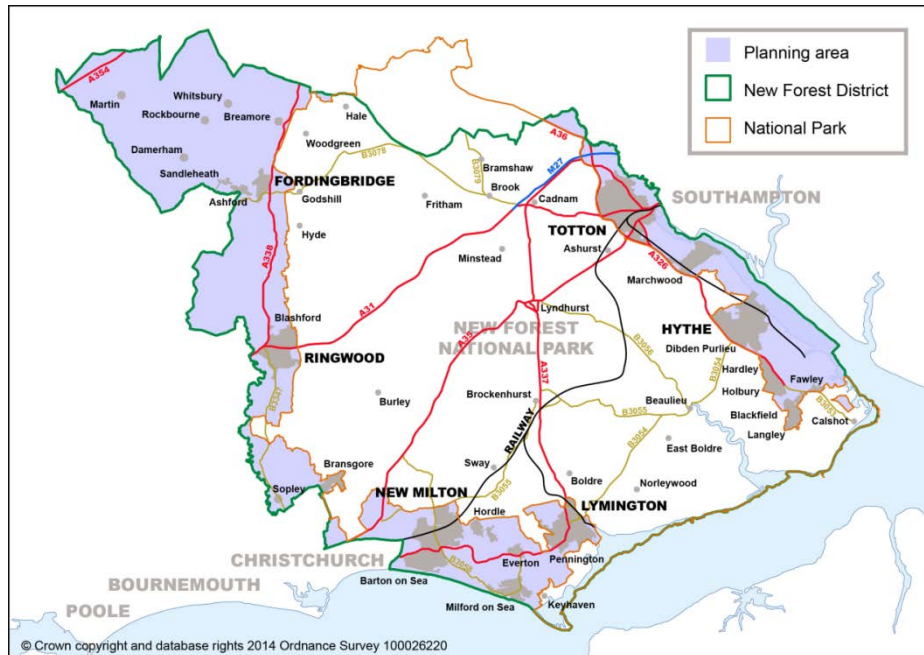 Planning area
New Forest District
National Park
A354
Martin
Whitsbury
Rockbourne
Breamore
Hale
Woodgreen
A36
Damerham
Sandleheath
B3078
B3079
Bramshaw
M27
FORDINGBRIDGE
Brook
Ashford
Godshill
Fritham
Cadnam
SOUTHAMPTON
Hyde
TOTTON
Minstead
Ashurst
A338
A326
Marchwood
A31
Blashford
Lyndhurst
NEW FOREST
NATIONAL PARK
A35
HYTHE
RINGWOOD
B3056
Dibden Purlieu
B3054
A337
Hardley
Fawley
B3347
Burley
Brockenhurst
Beaulieu
Holbury
B3053
RAILWAY
B3055
Blackfield
Calshot
B3054
Langley
East Boldre
Bransgore
Sway
Sopley
NEW MILTON
B3055
Boldre
Norleywood
Hordle
LYMINGTON
CHRISTCHURCH
Everton
Pennington
B3058
Barton on Sea
BOURNEMOUTH
Milford on Sea
Keyhaven
POOLE
© Crown copyright and database rights 2014 Ordnance Survey 100026220